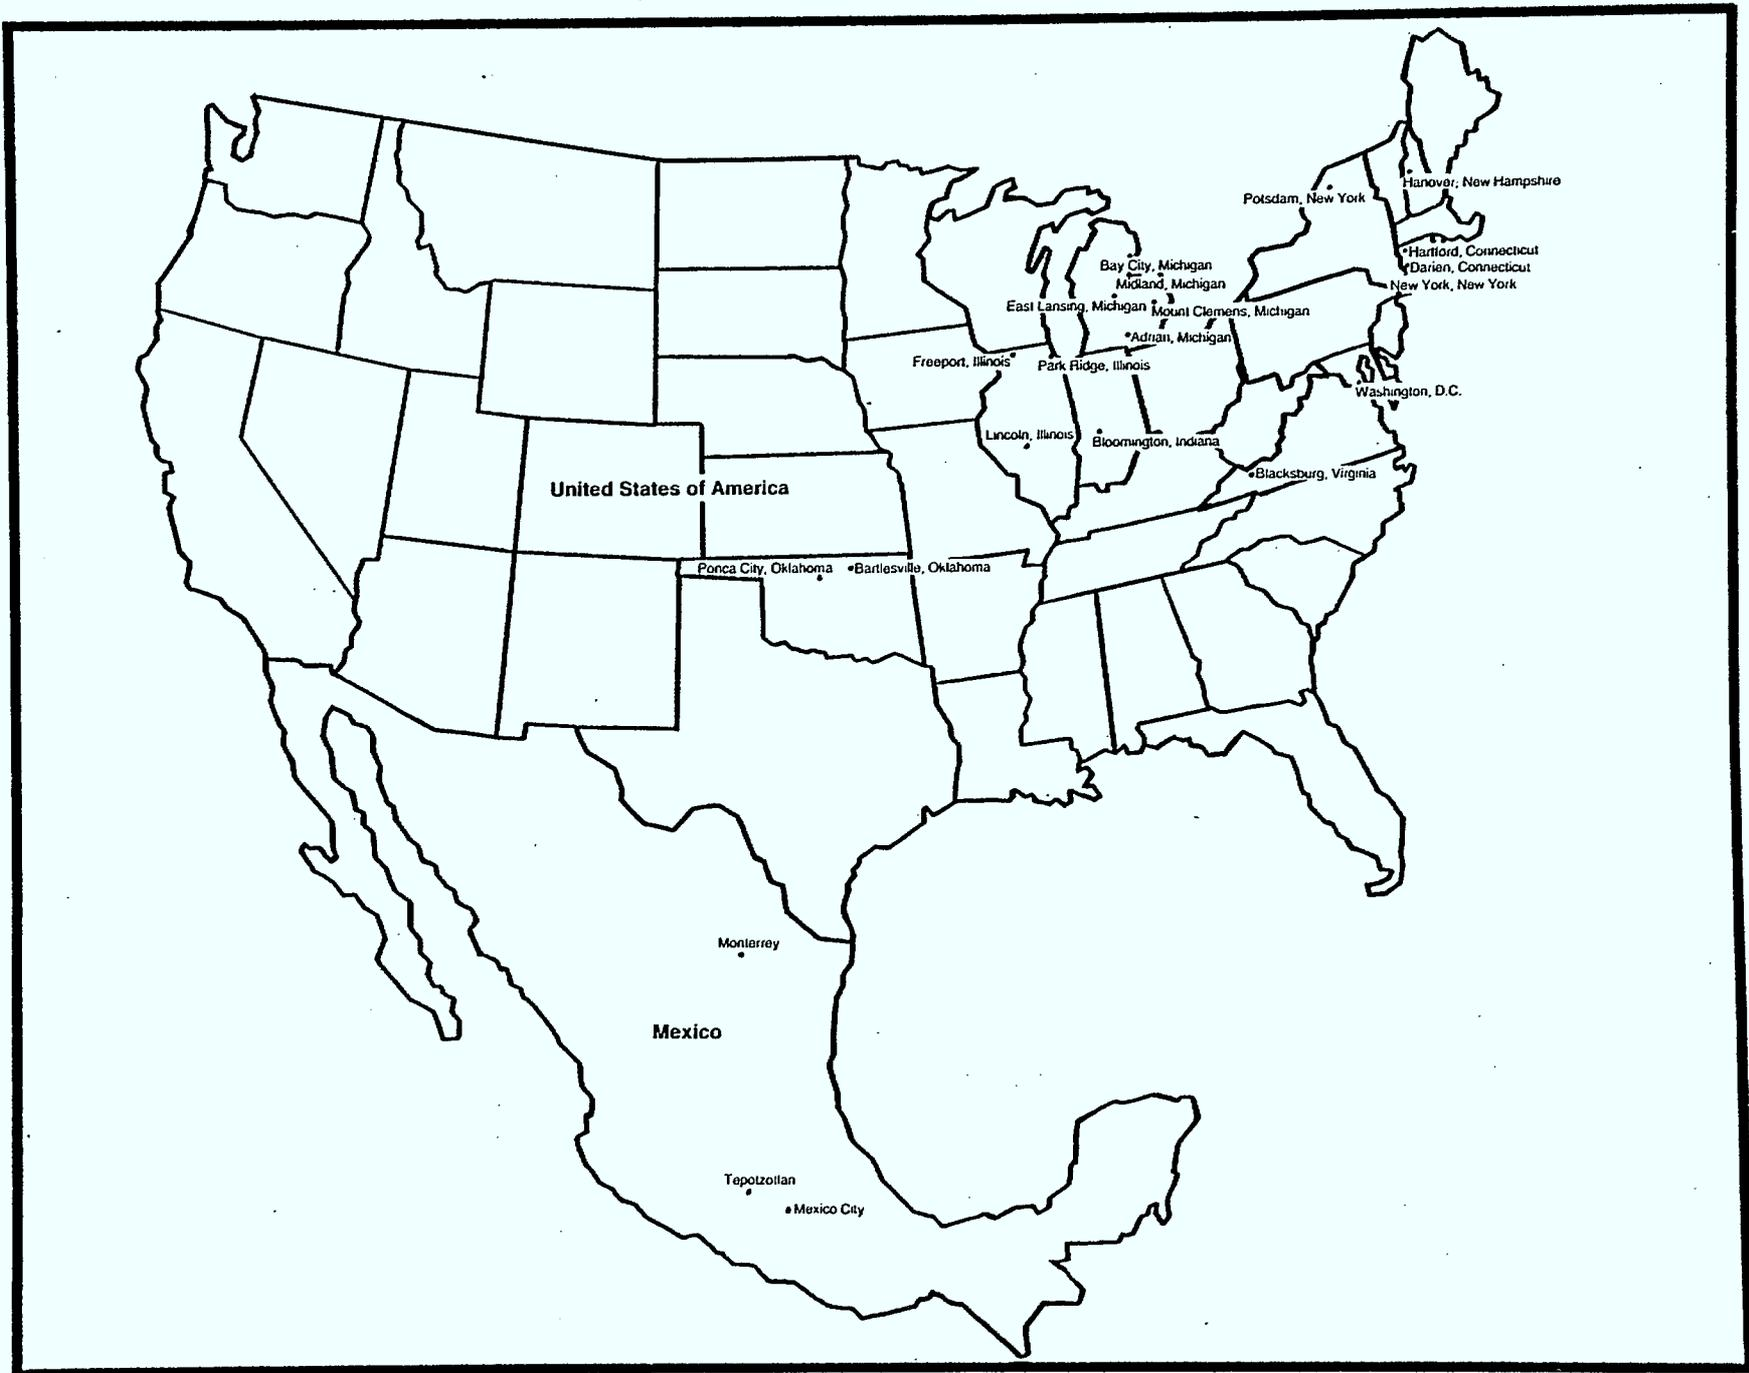 Hanover, New Hampshire
Potsdam, New York
Hartford, Connecticut
Darien, Connecticut
New York, New York
Bay City, Michigan
Midland, Michigan
East Lansing, Michigan
Mount Clemens, Michigan
Adrian, Michigan
Freeport, Illinois
Park Ridge, Illinois
Washington, D.C.
Lincoln, Illinois
Bloomington, Indiana
Blacksburg, Virginia
United States of America
Ponca City, Oklahoma
Bartlesville, Oklahoma
Monterrey
Mexico
Tepotzotlan
Mexico City